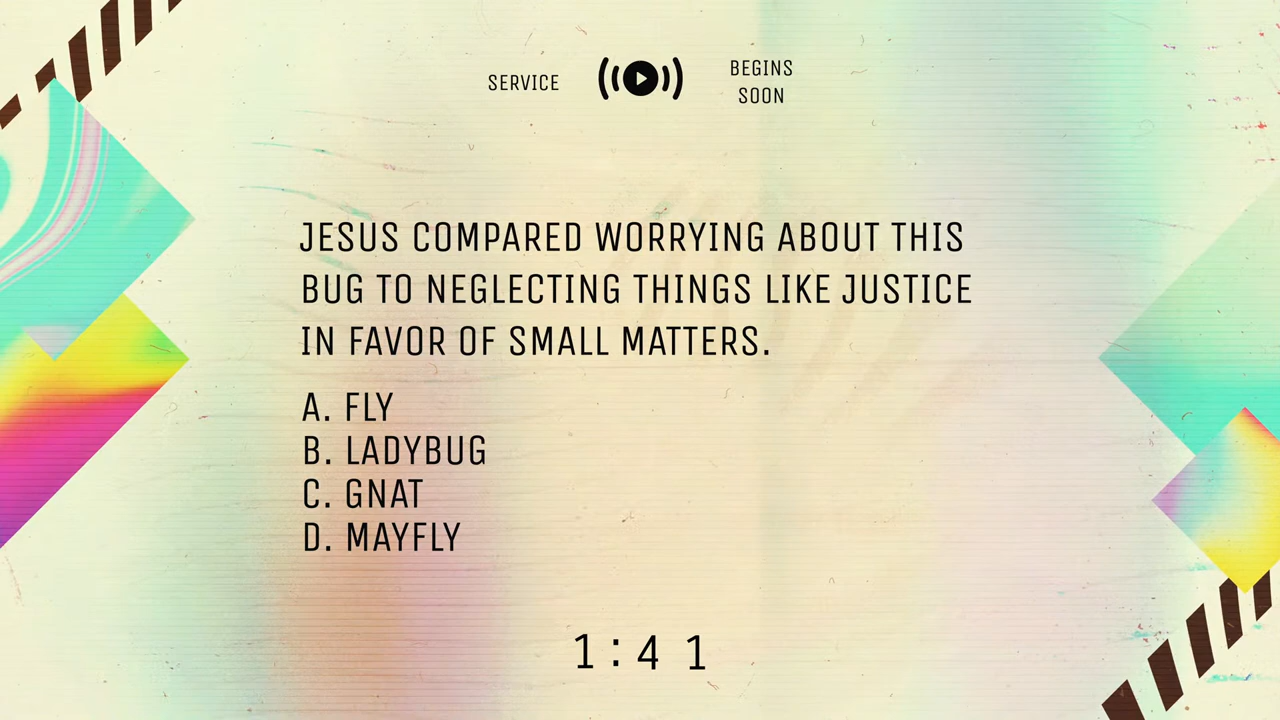 SERVICE
BEGINS
SOON
JESUS COMPARED WORRYING ABOUT THIS
BUG TO NEGLECTING THINGS LIKE JUSTICE
IN FAVOR OF SMALL MATTERS.
A. FLY
B. LADYBUG
C. GNAT
D. MAYFLY
1:41